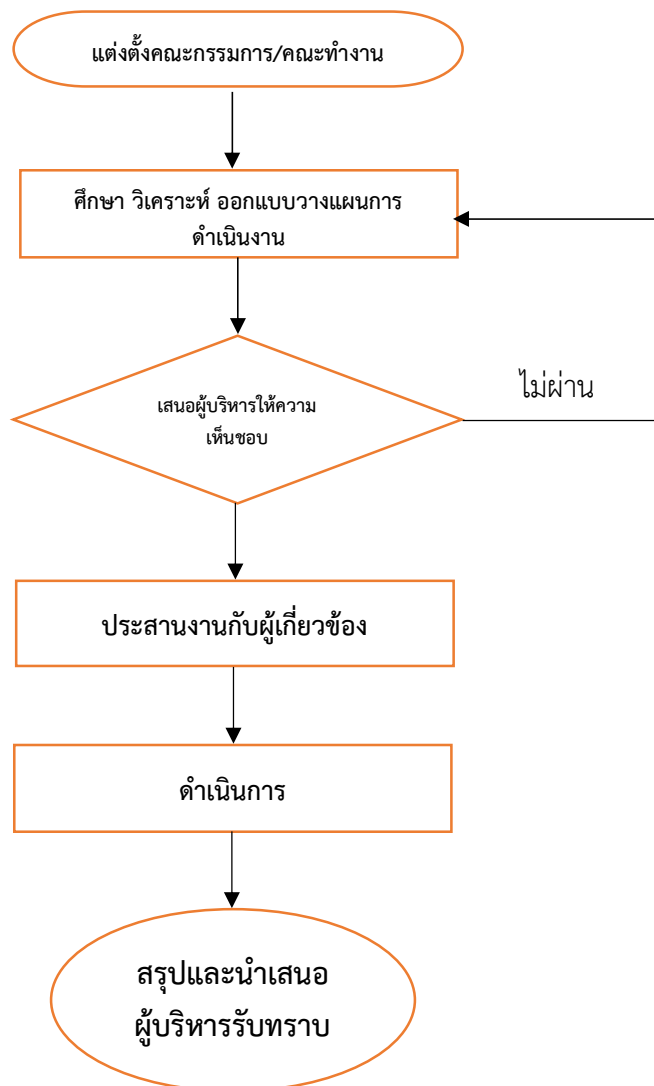 แต่งตั้งคณะกรรมการ/คณะทำงาน
ศึกษา วิเคราะห์ ออกแบบวางแผนการ
ดำเนินงาน
เสนอผู้บริหารให้ความ
เห็นชอบ
ไม่ผ่าน
ประสานงานกับผู้เกี่ยวข้อง
ดำเนินการ
สรุปและนำเสนอ
ผู้บริหารรับทราบ